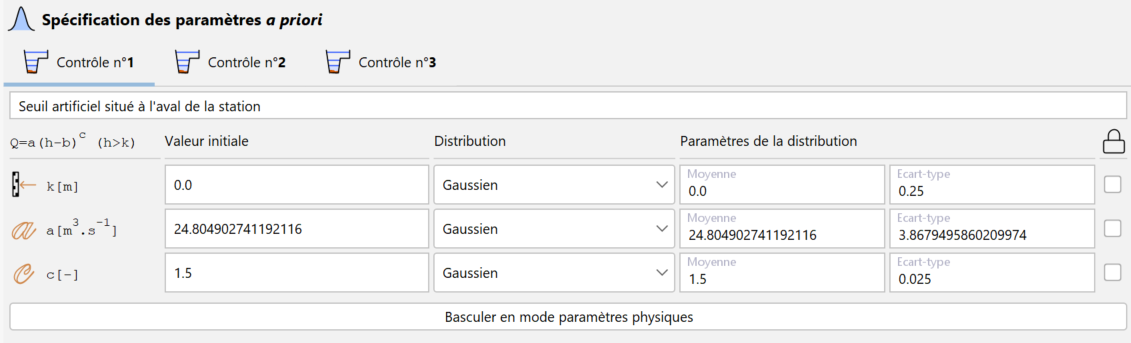 Spécification des paramètres a priori
Contrôle n°1 Contrôle n°2 Contrôle n°3
Seuil artificiel situé à l'aval de la station
Q=a(h-b)^c (h>k) Valeur initiale Distribution Paramètres de la distribution
k[m] 0.0 Gaussien Moyenne 0.0 Ecart-type 0.25
a[m³.s⁻¹] 24.804902741192116 Gaussien Moyenne 24.804902741192116 Ecart-type 3.8679495860209974
c[-] 1.5 Gaussien Moyenne 1.5 Ecart-type 0.025
Basculer en mode paramètres physiques